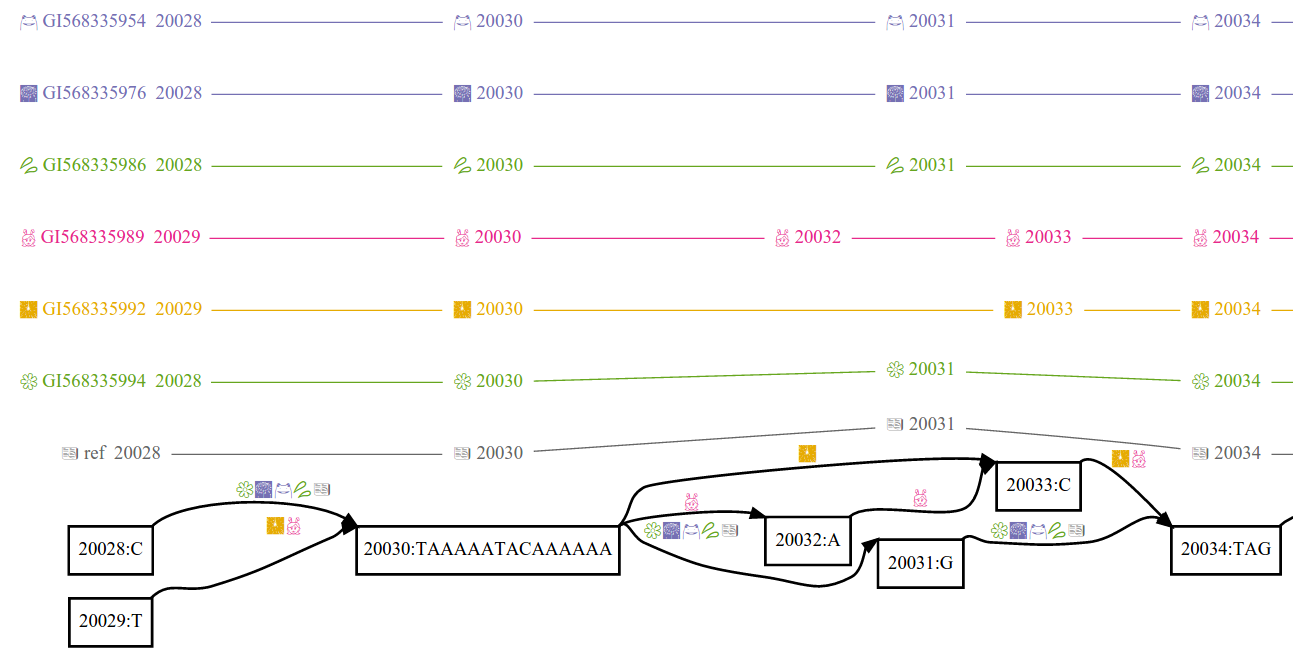 GI568335954 20028 20030 20031 20034
GI568335976 20028 20030 20031 20034
GI568335986 20028 20030 20031 20034
GI568335989 20029 20030 20032 20033 20034
GI568335992 20029 20030 20033 20034
GI568335994 20028 20030 20031 20034
ref 20028 20030 20031 20034
20033:C
20028:C 20030:TAAAAATACAAAAAA 20032:A 20031:G 20034:TAG
20029:T